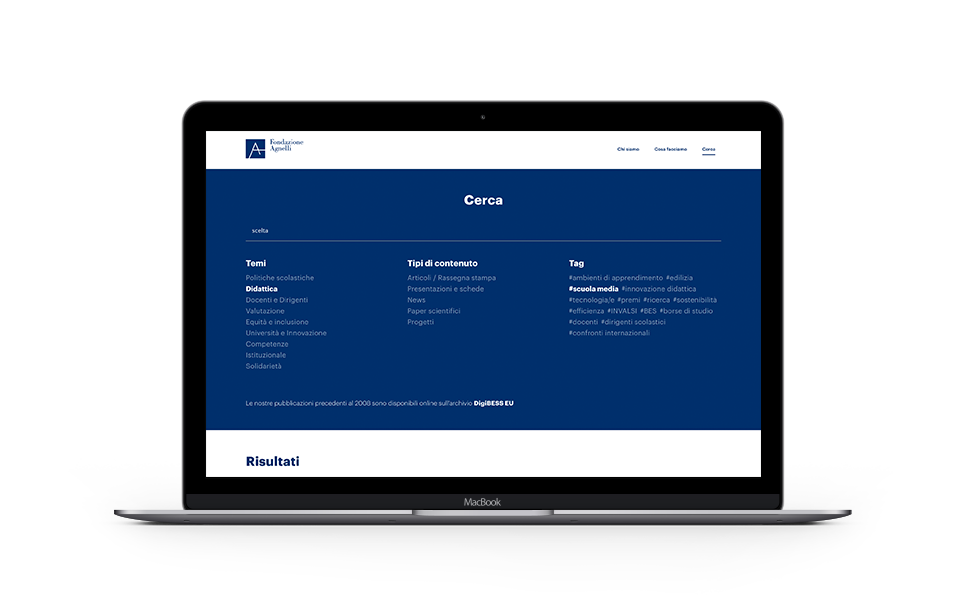 Fondazione
Agnelli
Chi siamo Cosa facciamo Cerca
Cerca
scelta
Temi
Politiche scolastiche
Didattica
Docenti e Dirigenti
Valutazione
Equità e inclusione
Università e Innovazione
Competenze
Istituzionale
Solidarietà
Tipi di contenuto
Articoli / Rassegna stampa
Presentazioni e schede
News
Paper scientifici
Progetti
Tag
#ambienti di apprendimento #edilizia
#scuola media #innovazione didattica
#tecnologia/e #premi #ricerca #sostenibilità
#efficienza #INVALSI #BES #borse di studio
#docenti #dirigenti scolastici
#confronti internazionali
Le nostre pubblicazioni precedenti al 2008 sono disponibili online sull'archivio DigiBESS EU
Risultati
MacBook